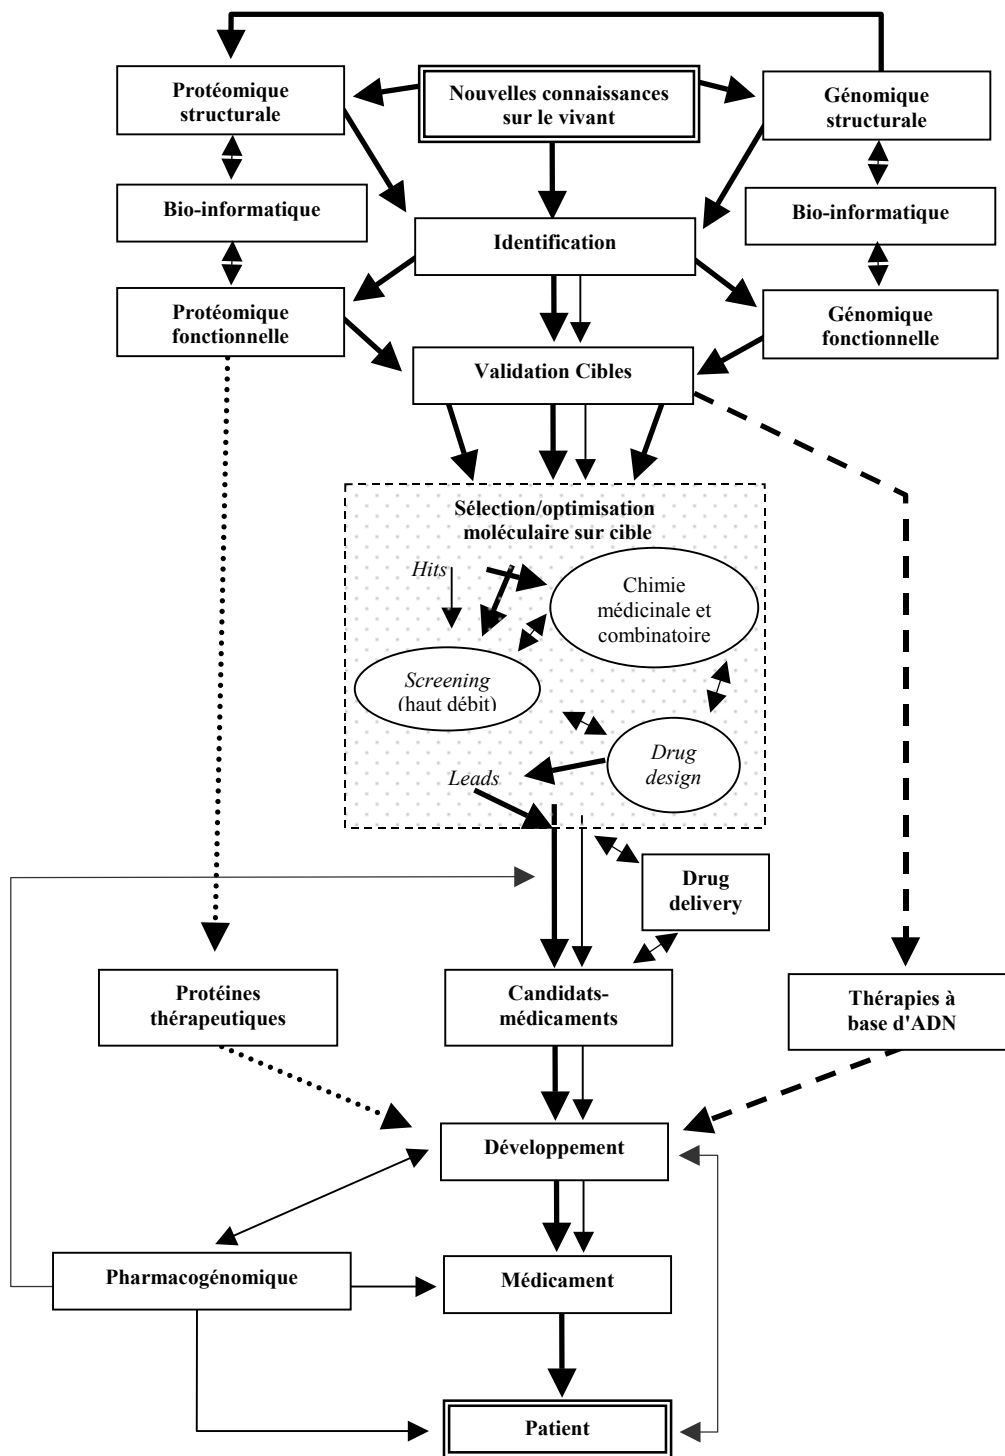 Protéomique
structurale
Nouvelles connaissances
sur le vivant
Génomique
structurale
Bio-informatique
Bio-informatique
Identification
Protéomique
fonctionnelle
Génomique
fonctionnelle
Validation Cibles
Sélection/optimisation
moléculaire sur cible
Hits
Chimie
médicinale et
combinatoire
Screening
(haut débit)
Drug
design
Leads
Drug
delivery
Protéines
thérapeutiques
Candidats-
médicaments
Thérapies à
base d'ADN
Développement
Pharmacogénomique
Médicament
Patient